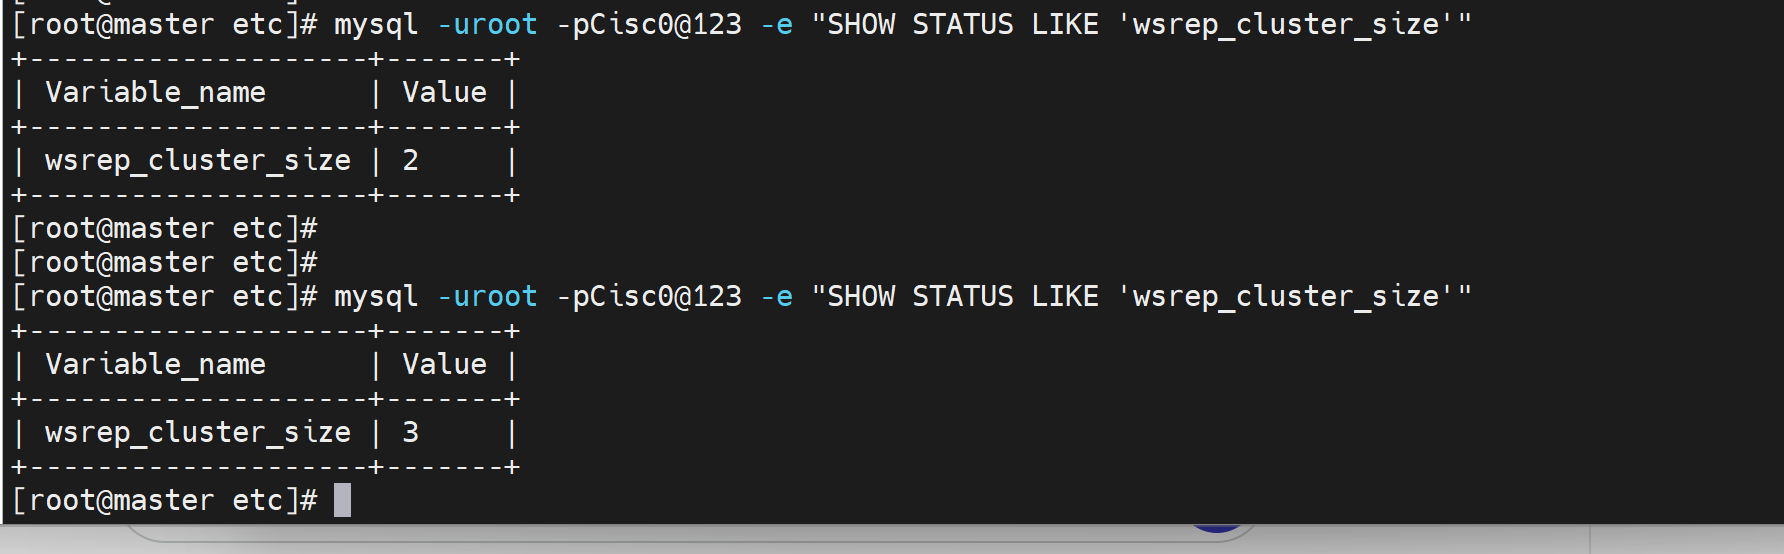 [root@master etc]# mysql -uroot -pCisc0@123 -e "SHOW STATUS LIKE 'wsrep_cluster_size'"
+--------------------+-------+
| Variable_name      | Value |
+--------------------+-------+
| wsrep_cluster_size | 2     |
+--------------------+-------+
[root@master etc]#
[root@master etc]#
[root@master etc]# mysql -uroot -pCisc0@123 -e "SHOW STATUS LIKE 'wsrep_cluster_size'"
+--------------------+-------+
| Variable_name      | Value |
+--------------------+-------+
| wsrep_cluster_size | 3     |
+--------------------+-------+
[root@master etc]#